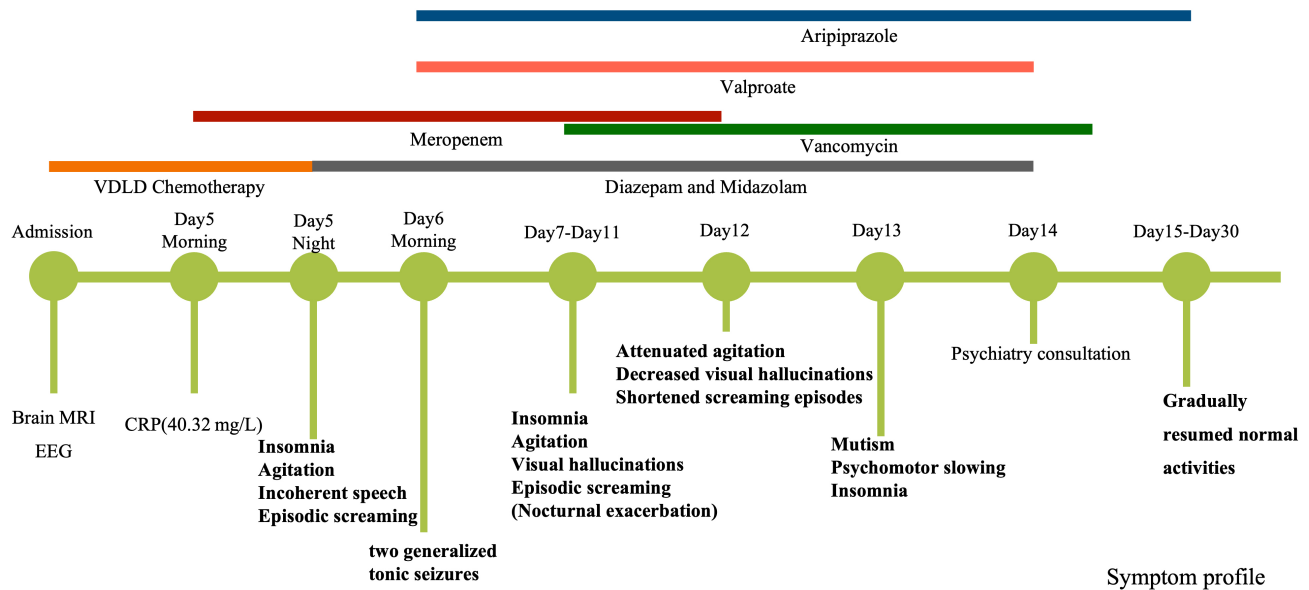 Aripiprazole
Valproate
Meropenem
Vancomycin
VDLD Chemotherapy
Diazepam and Midazolam
Admission
Day5
Morning
Day5
Night
Day6
Morning
Day7-Day11
Day12
Day13
Day14
Day15-Day30
Brain MRI
EEG
CRP(40.32 mg/L)
Insomnia
Agitation
Incoherent speech
Episodic screaming
two generalized
tonic seizures
Insomnia
Agitation
Visual hallucinations
Episodic screaming
(Nocturnal exacerbation)
Attenuated agitation
Decreased visual hallucinations
Shortened screaming episodes
Mutism
Psychomotor slowing
Insomnia
Psychiatry consultation
Gradually
resumed normal
activities
Symptom profile